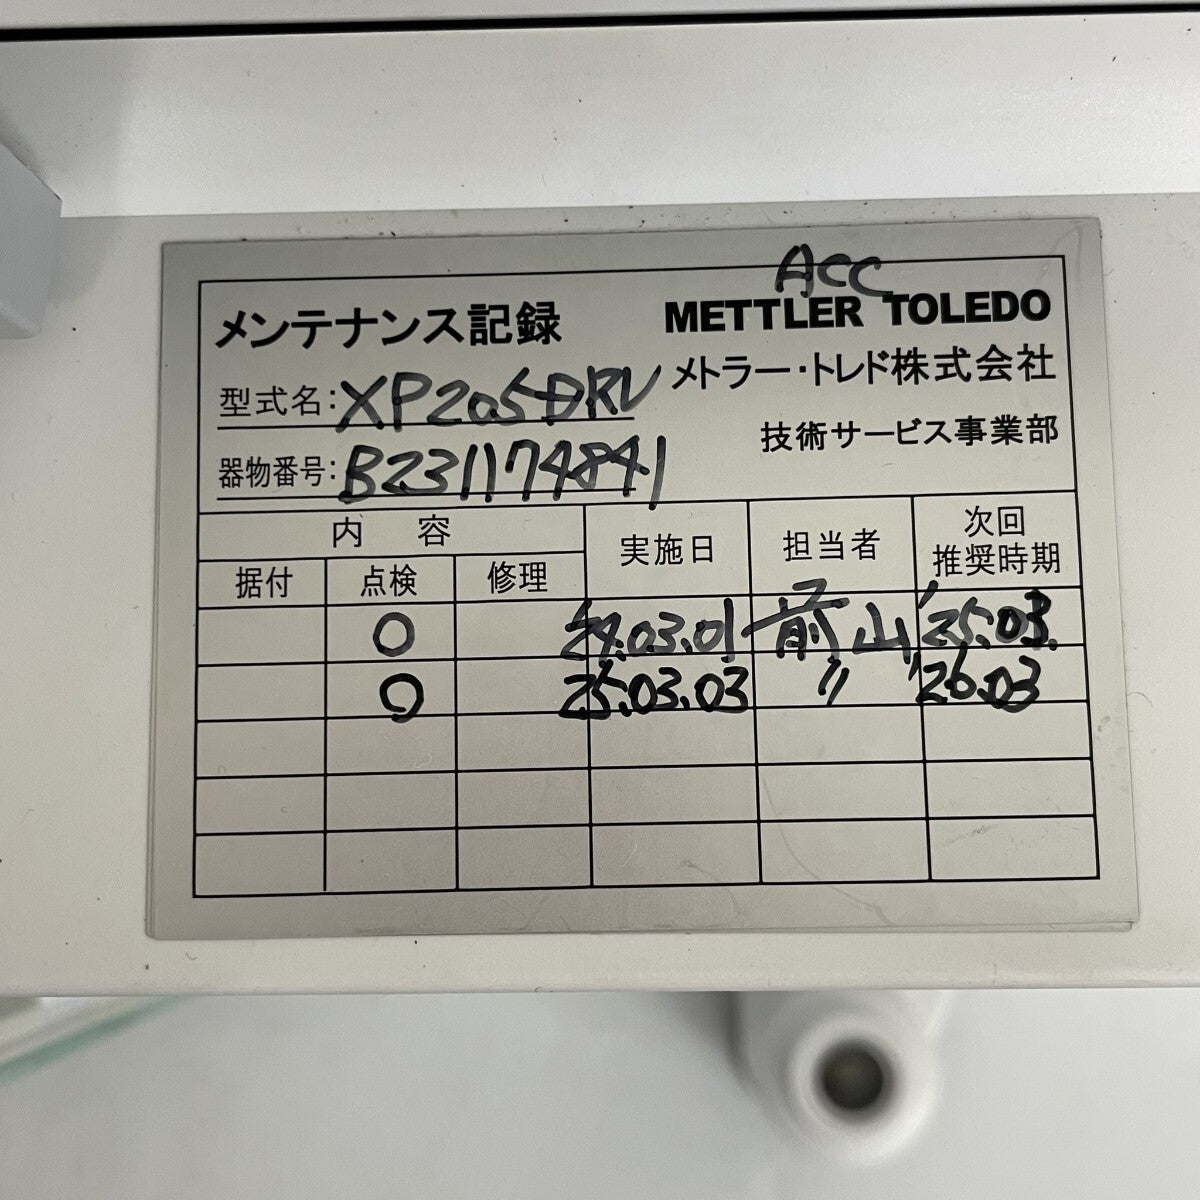 ACC
メンテナンス記録 METTLER TOLEDO
型式名: XP205DRV メトラー・トレド株式会社
技術サービス事業部
器物番号: B231174841
内 容 実施日 担当者 次回推奨時期
据付 点検 修理
○ '24.03.01 前山 '25.03.
○ '25.03.03 〃 '26.03